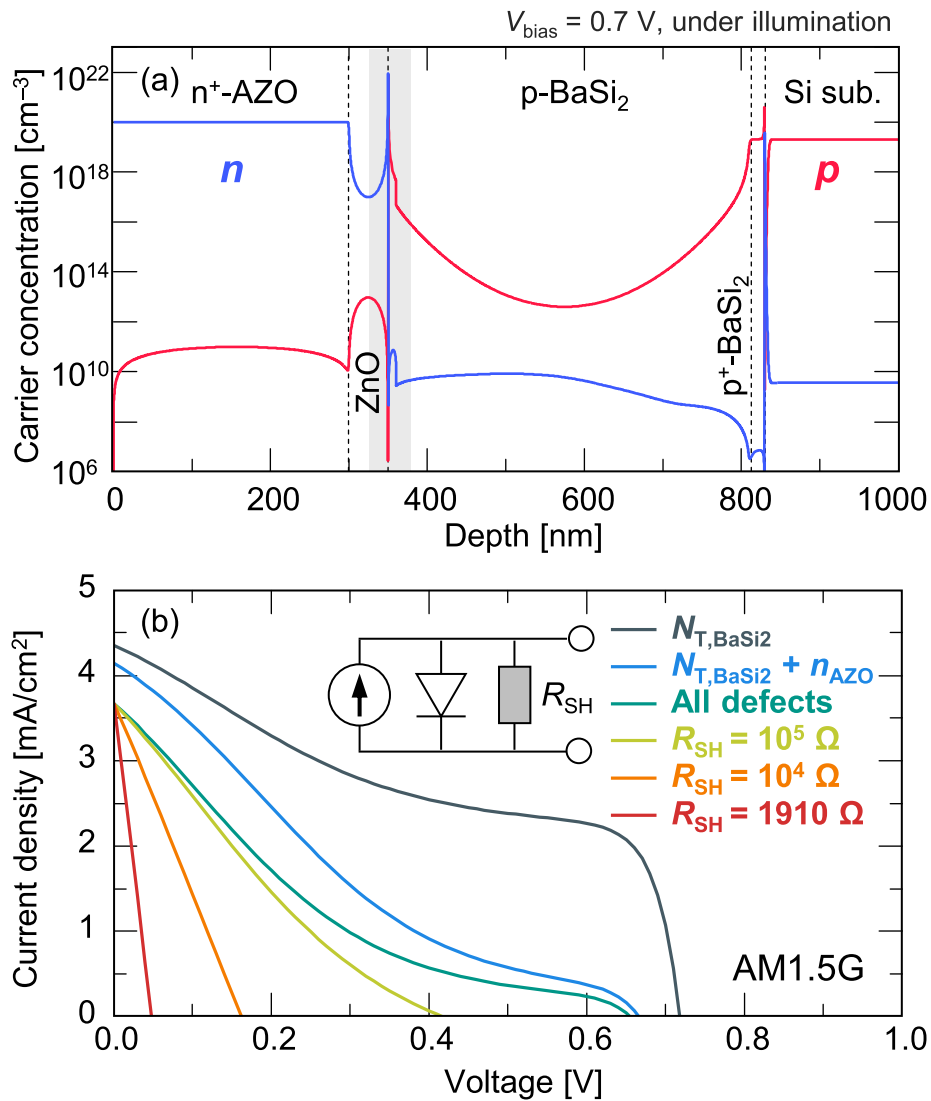 V_bias = 0.7 V, under illumination
(a)
n⁺-AZO
p-BaSi₂
Si sub.
n
p
ZnO
p⁺-BaSi₂
Carrier concentration [cm⁻³]
10²²
10¹⁸
10¹⁴
10¹⁰
10⁶
0
200
400
600
800
1000
Depth [nm]
(b)
N_T,BaSi2
N_T,BaSi2 + n_AZO
All defects
R_SH = 10⁵ Ω
R_SH = 10⁴ Ω
R_SH = 1910 Ω
R_SH
AM1.5G
Current density [mA/cm²]
5
4
3
2
1
0
0.0
0.2
0.4
0.6
0.8
1.0
Voltage [V]